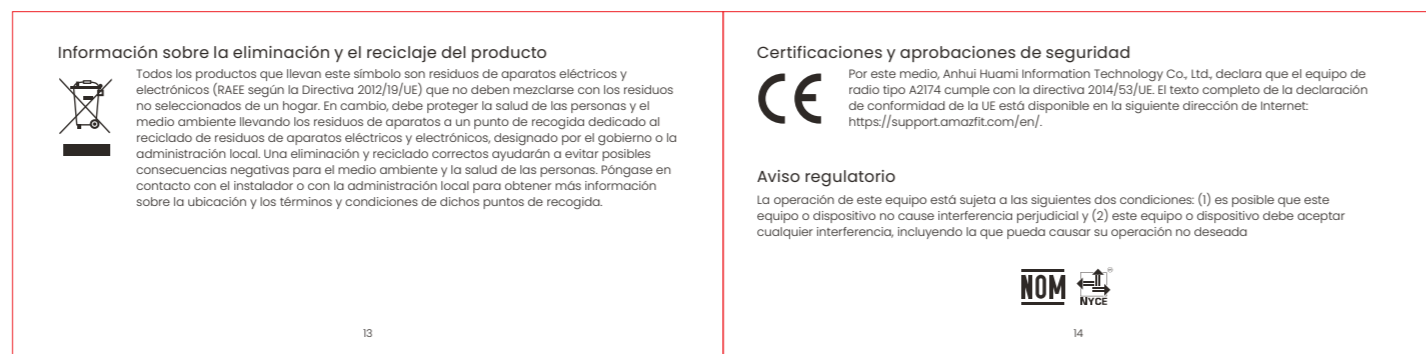 Información sobre la eliminación y el reciclaje del producto
Todos los productos que llevan este símbolo son residuos de aparatos eléctricos y
electrónicos (RAEE según la Directiva 2012/19/UE) que no deben mezclarse con los residuos
no seleccionados de un hogar. En cambio, debe proteger la salud de las personas y el
medio ambiente llevando los residuos de aparatos a un punto de recogida dedicado al
reciclado de residuos de aparatos eléctricos y electrónicos, designado por el gobierno o la
administración local. Una eliminación y reciclado correctos ayudarán a evitar posibles
consecuencias negativas para el medio ambiente y la salud de las personas. Póngase en
contacto con el instalador o con la administración local para obtener más información
sobre la ubicación y los términos y condiciones de dichos puntos de recogida.
13
Certificaciones y aprobaciones de seguridad
CE
Por este medio, Anhui Huami Information Technology Co., Ltd., declara que el equipo de
radio tipo A2174 cumple con la directiva 2014/53/UE. El texto completo de la declaración
de conformidad de la UE está disponible en la siguiente dirección de Internet:
https://support.amazfit.com/en/.
Aviso regulatorio
La operación de este equipo está sujeta a las siguientes dos condiciones: (1) es posible que este
equipo o dispositivo no cause interferencia perjudicial y (2) este equipo o dispositivo debe aceptar
cualquier interferencia, incluyendo la que pueda causar su operación no deseada
NOM
NYCE
14